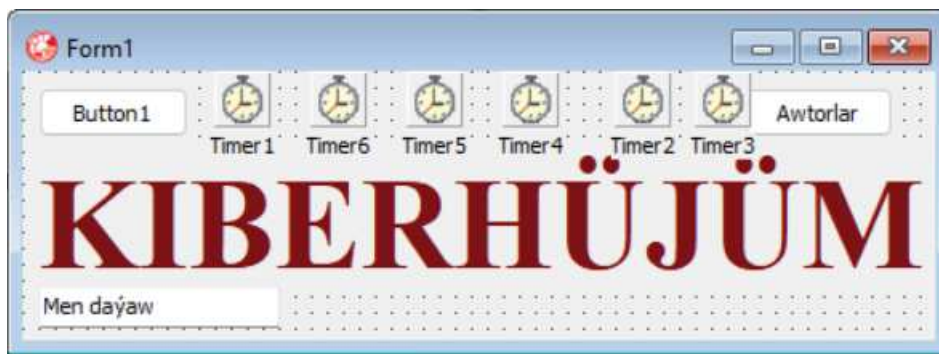 Form1
Button1
Awtorlar
Timer1 Timer6 Timer5 Timer4 Timer2 Timer3
KIBERHÜJÜM
Men daýaw